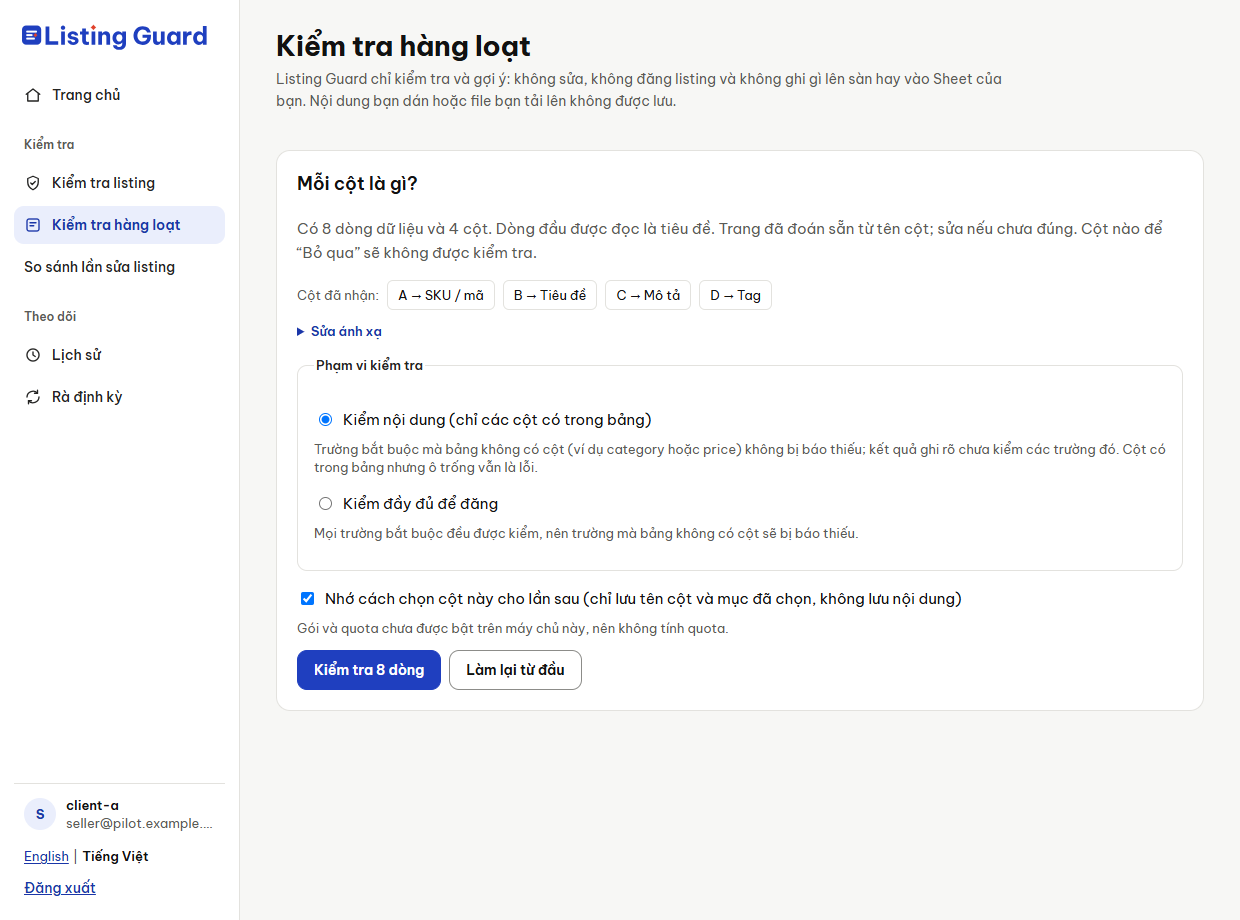 Listing Guard
Trang chủ
Kiểm tra
Kiểm tra listing
Kiểm tra hàng loạt
So sánh lần sửa listing
Theo dõi
Lịch sử
Rà định kỳ
S
client-a
seller@pilot.example....
English | Tiếng Việt
Đăng xuất
Kiểm tra hàng loạt
Listing Guard chỉ kiểm tra và gợi ý: không sửa, không đăng listing và không ghi gì lên sàn hay vào Sheet của
bạn. Nội dung bạn dán hoặc file bạn tải lên không được lưu.
Mỗi cột là gì?
Có 8 dòng dữ liệu và 4 cột. Dòng đầu được đọc là tiêu đề. Trang đã đoán sẵn từ tên cột; sửa nếu chưa đúng. Cột nào để
“Bỏ qua” sẽ không được kiểm tra.
Cột đã nhận: A → SKU / mã B → Tiêu đề C → Mô tả D → Tag
Sửa ánh xạ
Phạm vi kiểm tra
Kiểm nội dung (chỉ các cột có trong bảng)
Trường bắt buộc mà bảng không có cột (ví dụ category hoặc price) không bị báo thiếu; kết quả ghi rõ chưa kiểm các trường đó. Cột có
trong bảng nhưng ô trống vẫn là lỗi.
Kiểm đầy đủ để đăng
Mọi trường bắt buộc đều được kiểm, nên trường mà bảng không có cột sẽ bị báo thiếu.
Nhớ cách chọn cột này cho lần sau (chỉ lưu tên cột và mục đã chọn, không lưu nội dung)
Gói và quota chưa được bật trên máy chủ này, nên không tính quota.
Kiểm tra 8 dòng Làm lại từ đầu